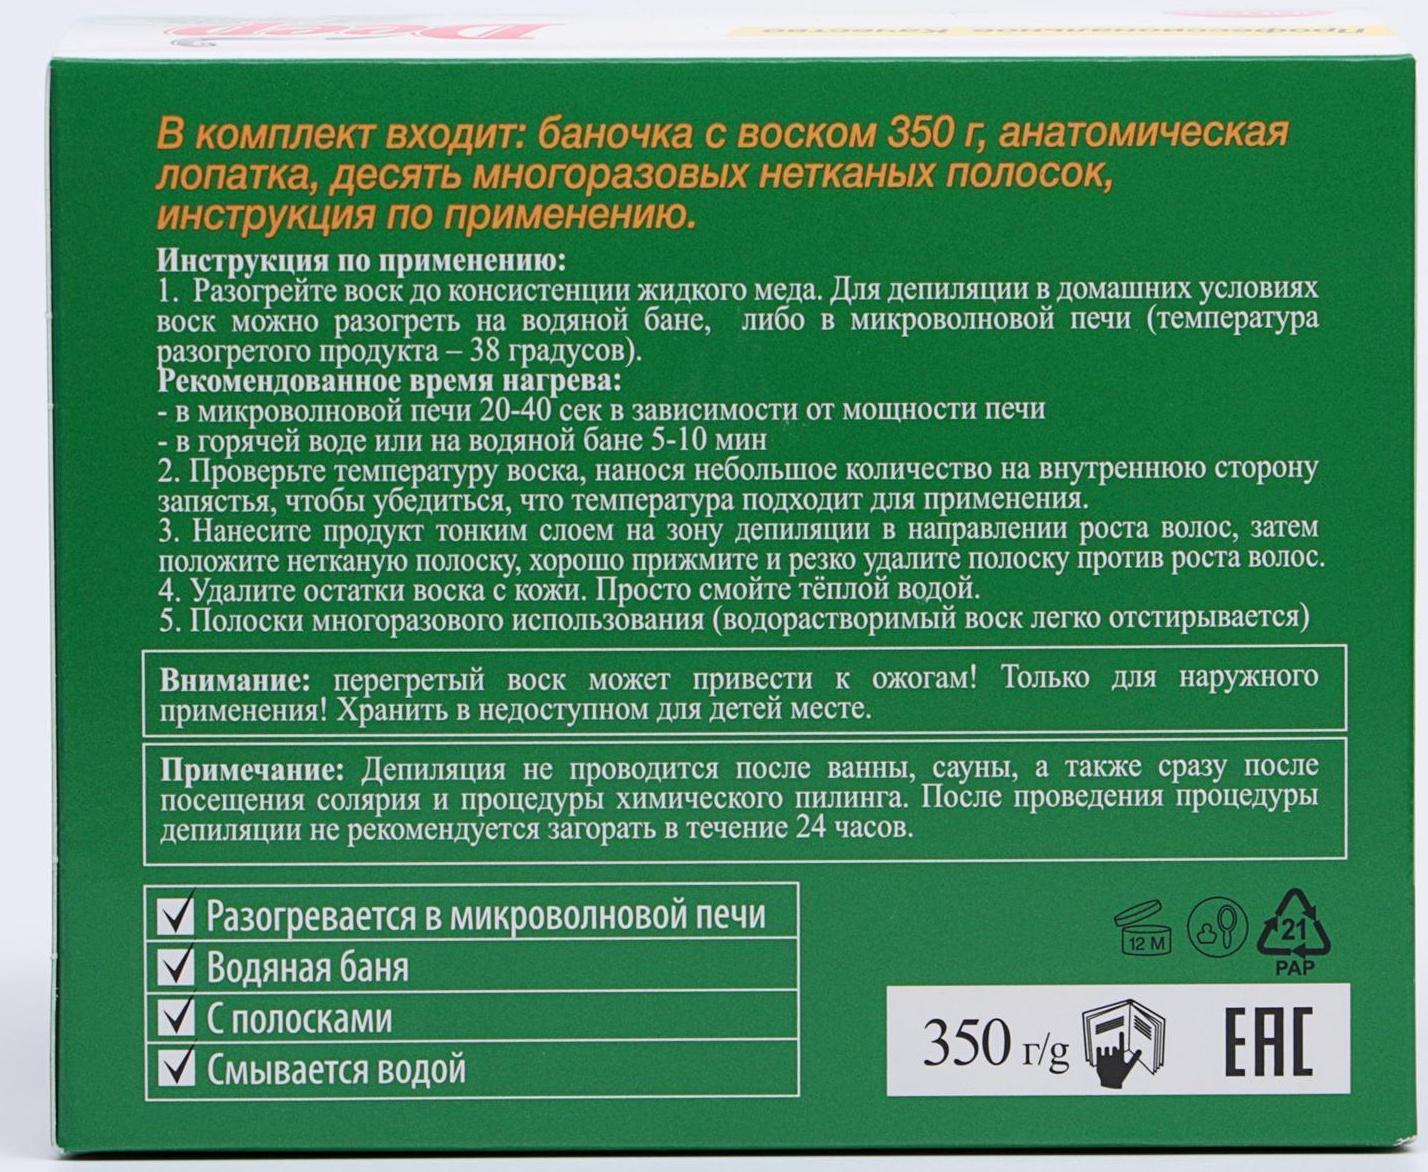 Профессиональное Качество
В комплект входит: баночка с воском 350 г, анатомическая
лопатка, десять многоразовых нетканых полосок,
инструкция по применению.
Инструкция по применению:
1. Разогрейте воск до консистенции жидкого меда. Для депиляции в домашних условиях
воск можно разогреть на водяной бане, либо в микроволновой печи (температура
разогретого продукта – 38 градусов).
Рекомендованное время нагрева:
- в микроволновой печи 20-40 сек в зависимости от мощности печи
- в горячей воде или на водяной бане 5-10 мин
2. Проверьте температуру воска, нанося небольшое количество на внутреннюю сторону
запястья, чтобы убедиться, что температура подходит для применения.
3. Нанесите продукт тонким слоем на зону депиляции в направлении роста волос, затем
положите нетканую полоску, хорошо прижмите и резко удалите полоску против роста волос.
4. Удалите остатки воска с кожи. Просто смойте тёплой водой.
5. Полоски многоразового использования (водорастворимый воск легко отстирывается)
Внимание: перегретый воск может привести к ожогам! Только для наружного
применения! Хранить в недоступном для детей месте.
Примечание: Депиляция не проводится после ванны, сауны, а также сразу после
посещения солярия и процедуры химического пилинга. После проведения процедуры
депиляции не рекомендуется загорать в течение 24 часов.
Разогревается в микроволновой печи
Водяная баня
С полосками
Смывается водой
12 M
21
PAP
350 г/g
EAC